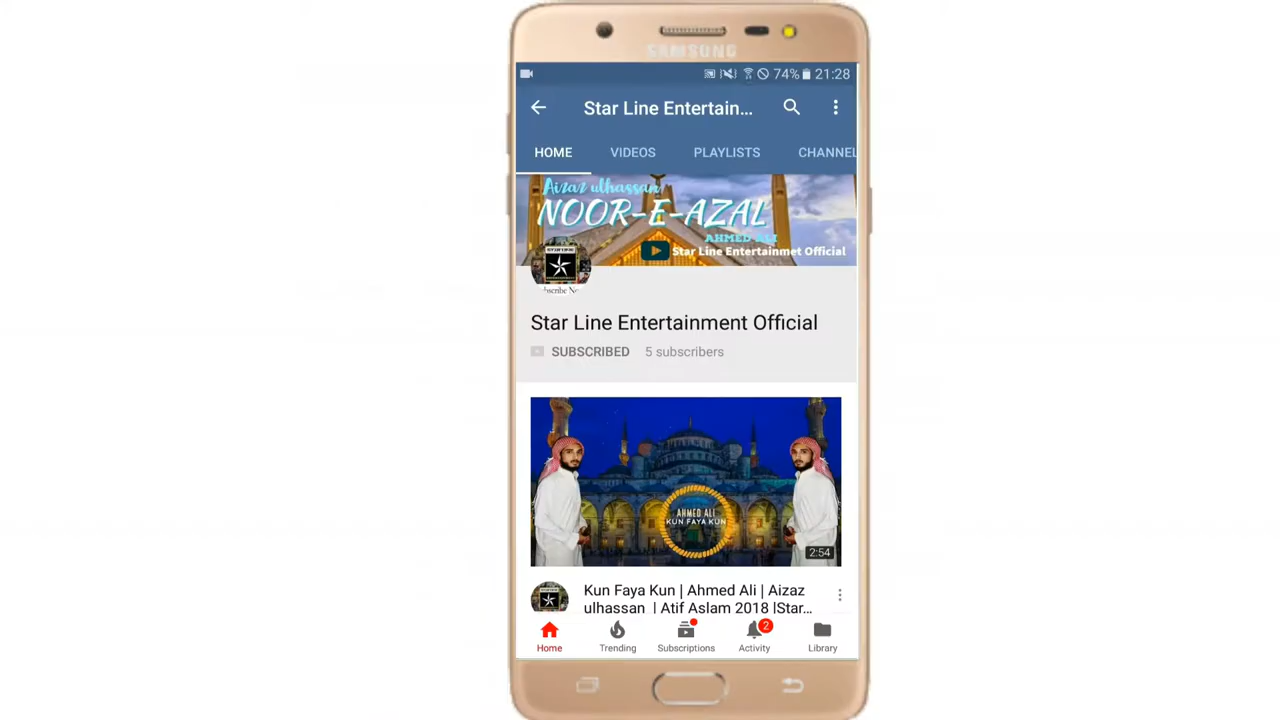 SAMSUNG
74% 21:28
Star Line Entertain...
HOME VIDEOS PLAYLISTS CHANNEL
Aizaz ulhassan
NOOR-E-AZAL
AHMED ALI
Star Line Entertainmet Official
Star Line Entertainment Official
SUBSCRIBED 5 subscribers
AHMED ALI
KUN FAYA KUN
2:54
Kun Faya Kun | Ahmed Ali | Aizaz
ulhassan | Atif Aslam 2018 |Star...
2
Home Trending Subscriptions Activity Library